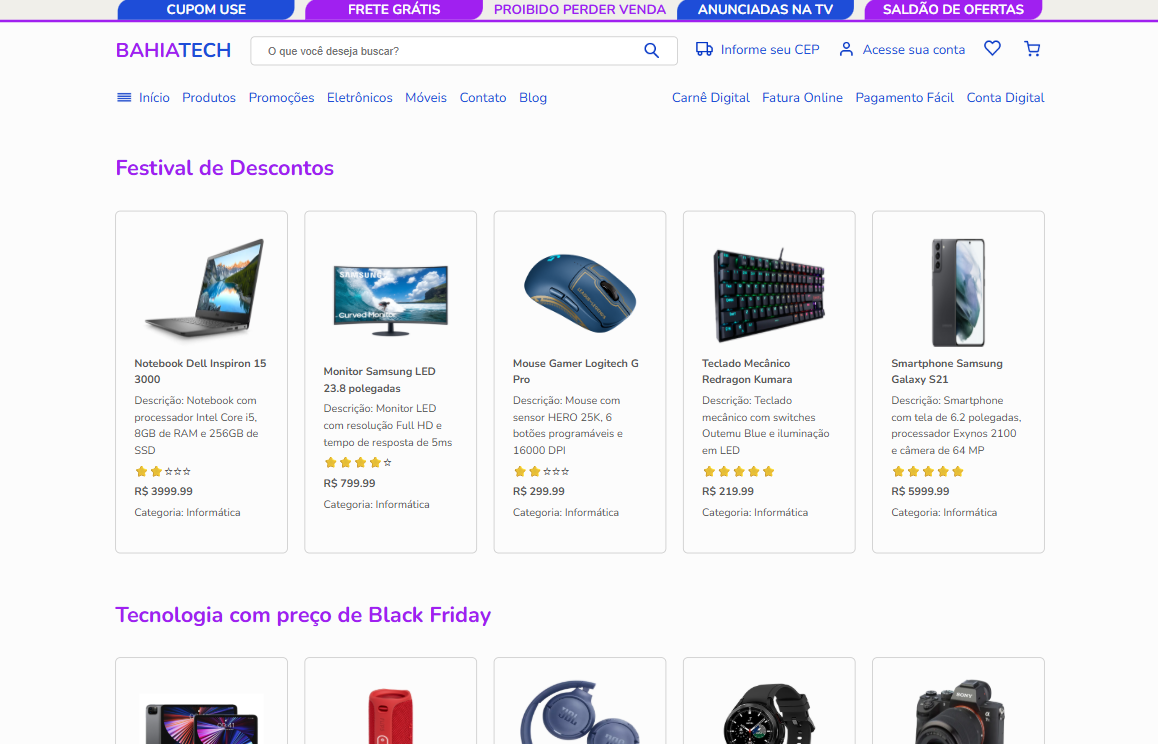 CUPOM USE
FRETE GRÁTIS
PROIBIDO PERDER VENDA
ANUNCIADAS NA TV
SALDÃO DE OFERTAS
BAHIATECH
O que você deseja buscar?
Informe seu CEP
Acesse sua conta
Início Produtos Promoções Eletrônicos Móveis Contato Blog
Carnê Digital Fatura Online Pagamento Fácil Conta Digital
Festival de Descontos
Notebook Dell Inspiron 15
3000
Descrição: Notebook com
processador Intel Core i5,
8GB de RAM e 256GB de
SSD
R$ 3999.99
Categoria: Informática
SAMSUNG
Curved Monitor
Monitor Samsung LED
23.8 polegadas
Descrição: Monitor LED
com resolução Full HD e
tempo de resposta de 5ms
R$ 799.99
Categoria: Informática
Mouse Gamer Logitech G
Pro
Descrição: Mouse com
sensor HERO 25K, 6
botões programáveis e
16000 DPI
R$ 299.99
Categoria: Informática
Teclado Mecânico
Redragon Kumara
Descrição: Teclado
mecânico com switches
Outemu Blue e iluminação
em LED
R$ 219.99
Categoria: Informática
Smartphone Samsung
Galaxy S21
Descrição: Smartphone
com tela de 6.2 polegadas,
processador Exynos 2100
e câmera de 64 MP
R$ 5999.99
Categoria: Informática
Tecnologia com preço de Black Friday
09:41
JBL
JBL
SONY